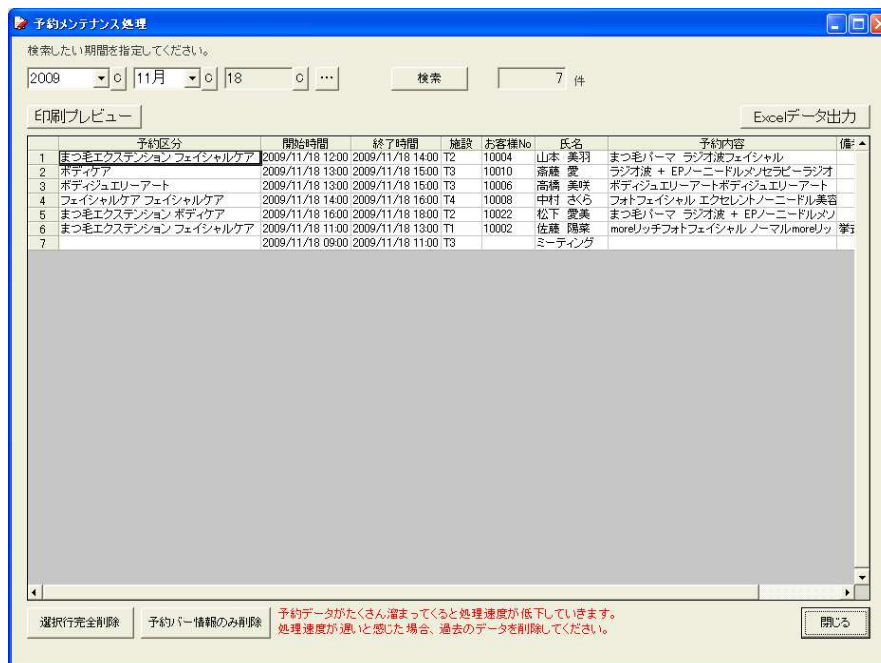 予約メンテナンス処理
検索したい期間を指定してください。
2009 C 11月 C 18 C ... 検索 7 件
印刷プレビュー Excelデータ出力
予約区分 開始時間 終了時間 施設 お客様No 氏名 予約内容
1 まつ毛エクステンション フェイシャルケア 2009/11/18 12:00 2009/11/18 14:00 T2 10004 山本 美羽 まつ毛パーマ ラジオ波フェイシャル
2 ボディケア 2009/11/18 13:00 2009/11/18 15:00 T3 10010 斎藤 愛 ラジオ波 + EPノーニードルメソセラピーラジオ
3 ボディジュエリーアート 2009/11/18 13:00 2009/11/18 15:00 T3 10006 高橋 美咲 ボディジュエリーアートボディジュエリーアート
4 フェイシャルケア フェイシャルケア 2009/11/18 14:00 2009/11/18 16:00 T4 10008 中村 さくら フォトフェイシャル エクセレントノーニードル美容
5 まつ毛エクステンション ボディケア 2009/11/18 16:00 2009/11/18 18:00 T2 10022 松下 愛美 まつ毛パーマ ラジオ波 + EPノーニードルメソ
6 まつ毛エクステンション フェイシャルケア 2009/11/18 11:00 2009/11/18 13:00 T1 10002 佐藤 陽菜 moreリッチフォトフェイシャル ノーマルmoreリッ
7 2009/11/18 09:00 2009/11/18 11:00 T3 ミーティング
選択行完全削除 予約バー情報のみ削除 予約データがたくさん溜まってくると処理速度が低下していきます。
処理速度が遅いと感じた場合、過去のデータを削除してください。 閉じる